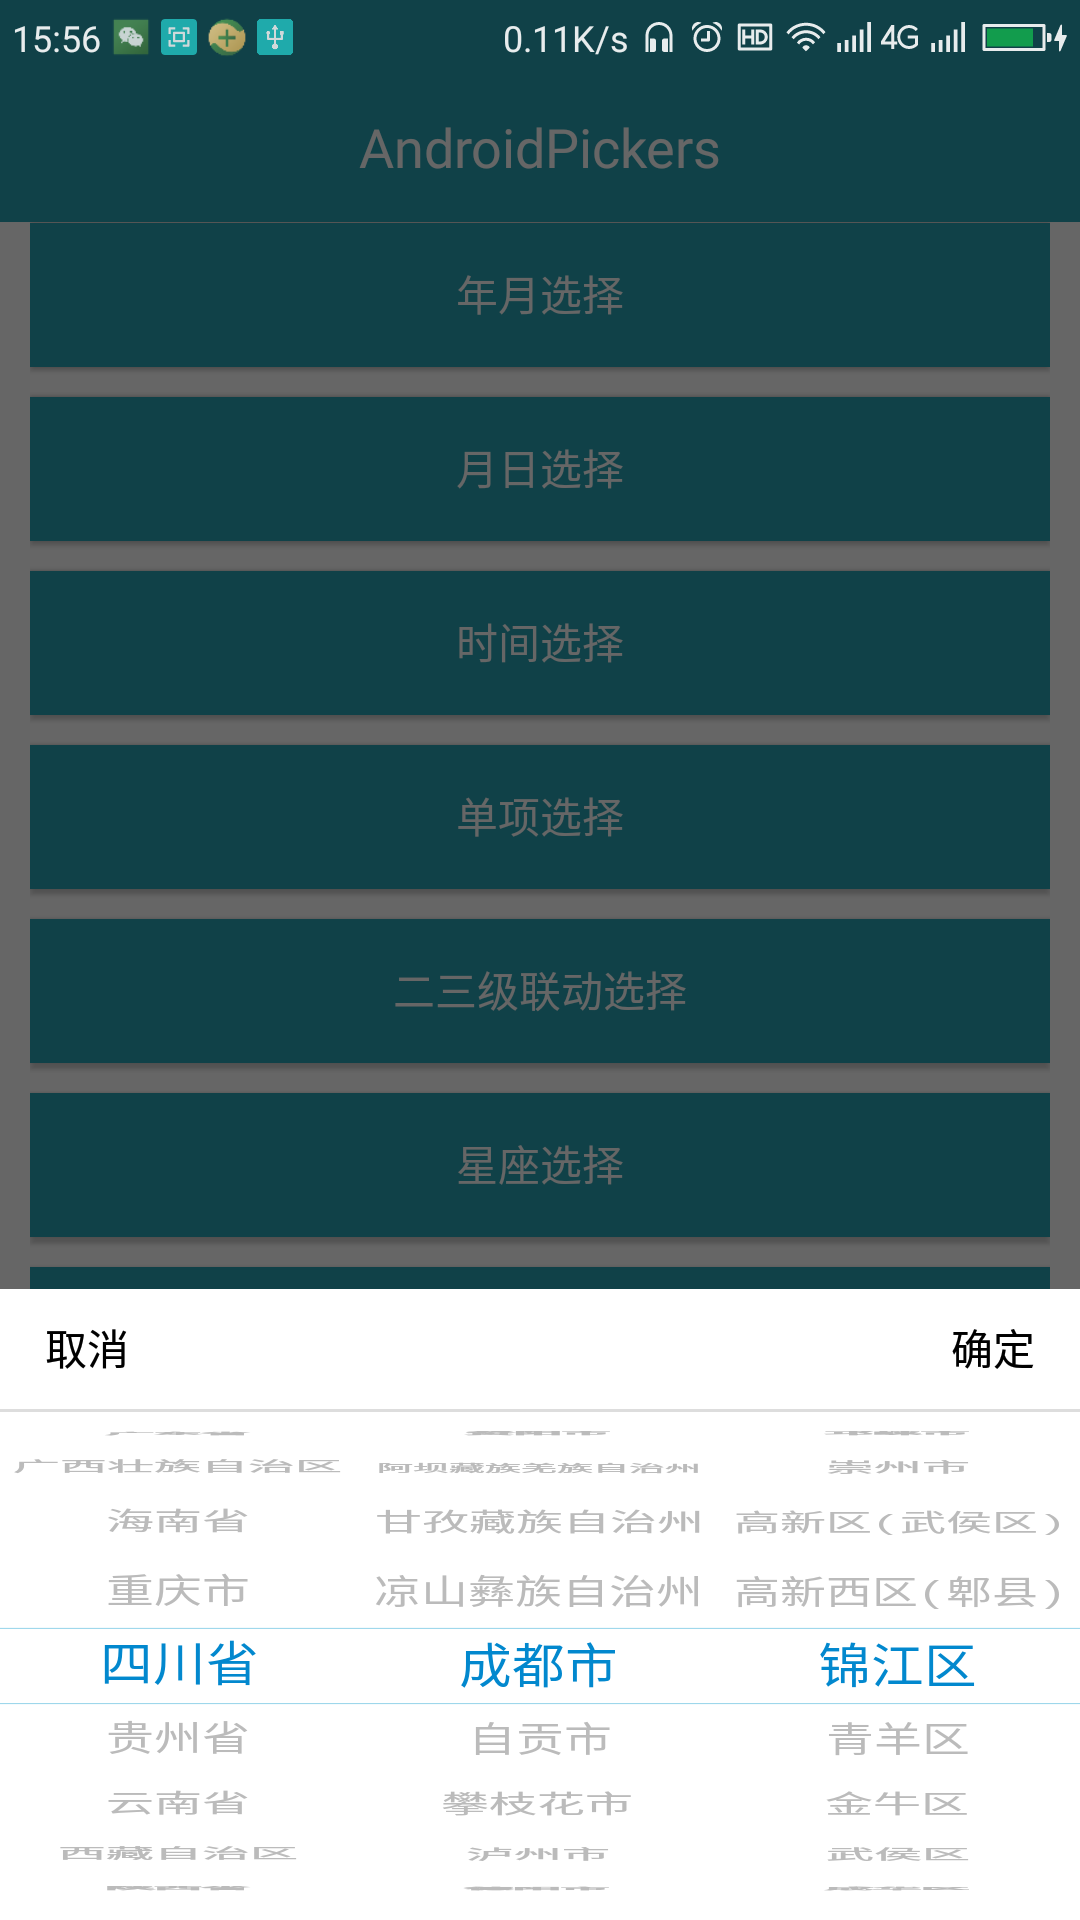 15:56 0.11K/s HD 4G
AndroidPickers
年月选择
月日选择
时间选择
单项选择
二三级联动选择
星座选择
取消 确定
广西壮族自治区 阿坝藏族羌族自治州 崇州市
海南省 甘孜藏族自治州 高新区(武侯区)
重庆市 凉山彝族自治州 高新西区(郫县)
四川省 成都市 锦江区
贵州省 自贡市 青羊区
云南省 攀枝花市 金牛区
西藏自治区 泸州市 武侯区